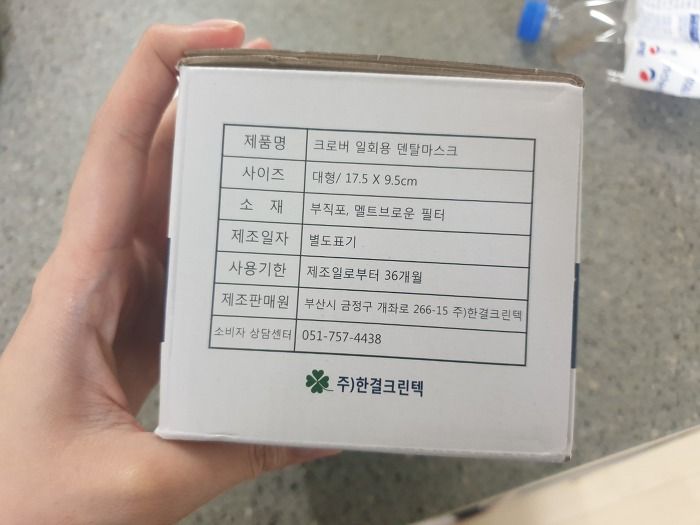 제품명 크로버 일회용 덴탈마스크
사이즈 대형/ 17.5 X 9.5cm
소 재 부직포, 멜트브로운 필터
제조일자 별도표기
사용기한 제조일로부터 36개월
제조판매원 부산시 금정구 개좌로 266-15 주)한결크린텍
소비자 상담센터 051-757-4438
주)한결크린텍